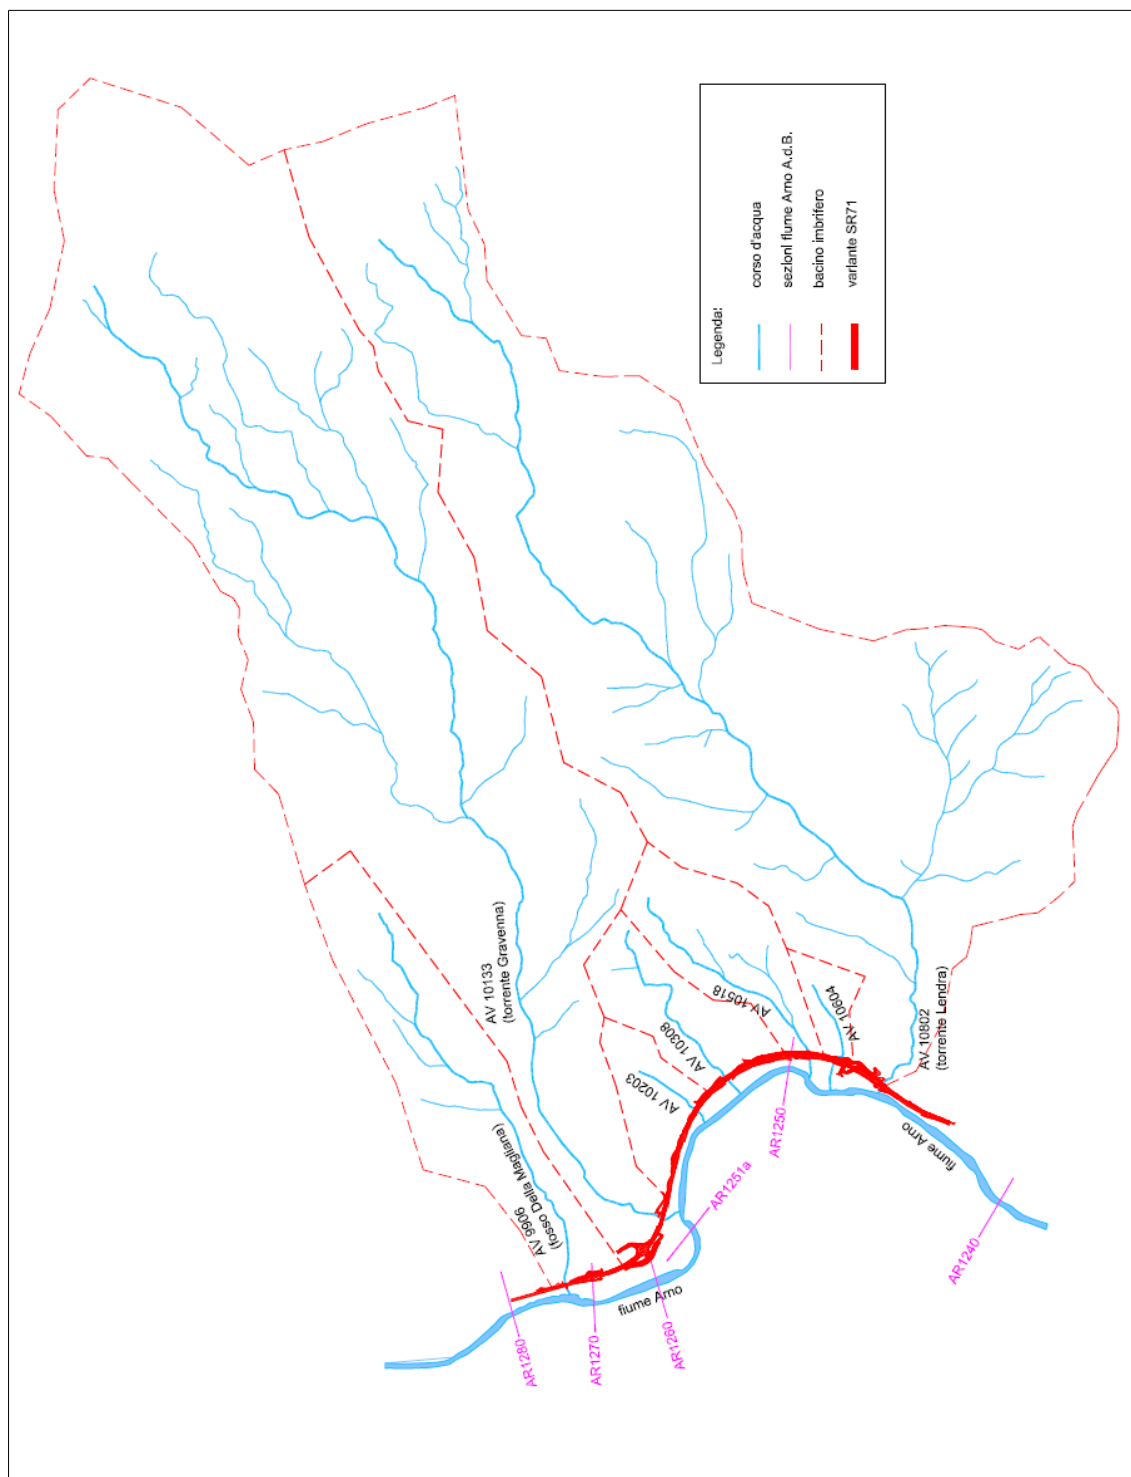 Legenda:
corso d'acqua
sezioni fiume Arno A.d.B.
bacino imbrifero
variante SR71
AV 10133
(torrente Gravenna)
AV 9906
(fosso Della Magliana)
AV 10203
AV 10308
AV 10518
AV 10604
AV 10802
(torrente Lendra)
fiume Arno
fiume Arno
AR1280
AR1270
AR1260
AR1251a
AR1250
AR1240